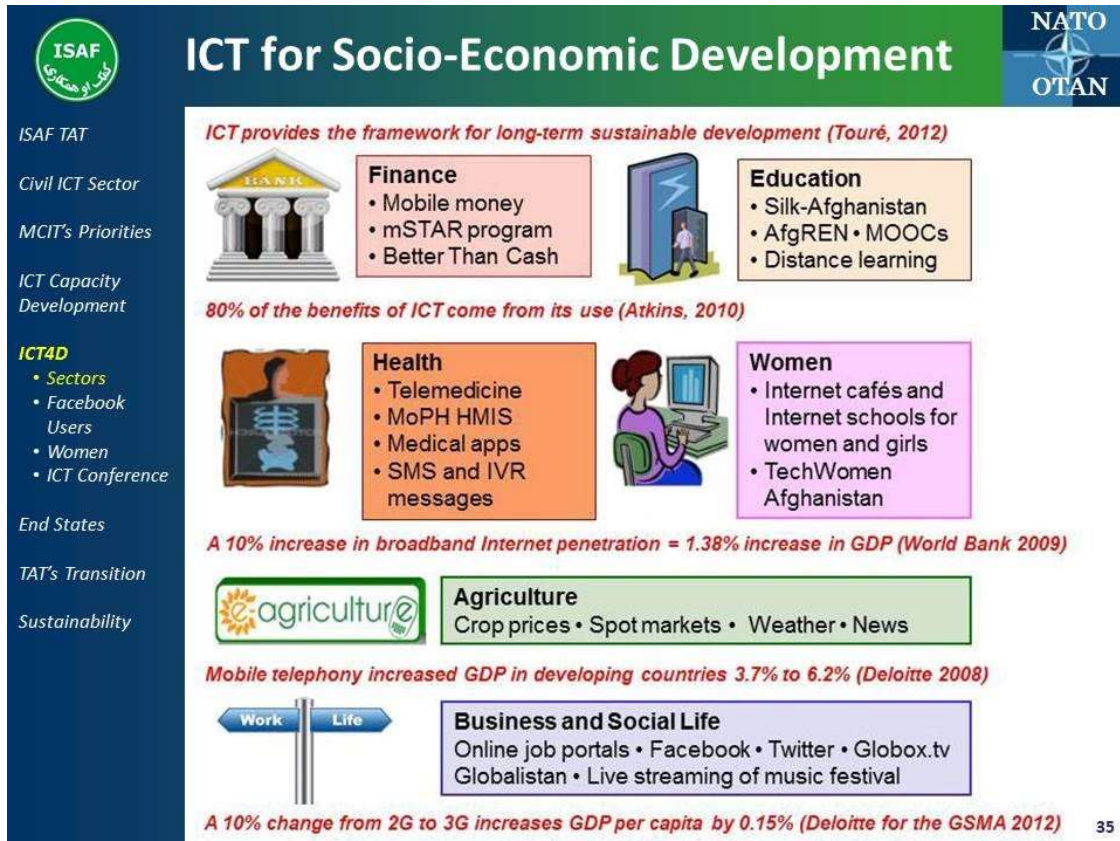 ISAF
کمک او همکاري
ICT for Socio-Economic Development
NATO
OTAN
ISAF TAT
Civil ICT Sector
MCIT's Priorities
ICT Capacity
Development
ICT4D
• Sectors
• Facebook
Users
• Women
• ICT Conference
End States
TAT's Transition
Sustainability
ICT provides the framework for long-term sustainable development (Touré, 2012)
BANK
Finance
• Mobile money
• mSTAR program
• Better Than Cash
Education
• Silk-Afghanistan
• AfgREN • MOOCs
• Distance learning
80% of the benefits of ICT come from its use (Atkins, 2010)
Health
• Telemedicine
• MoPH HMIS
• Medical apps
• SMS and IVR
messages
Women
• Internet cafés and
Internet schools for
women and girls
• TechWomen
Afghanistan
A 10% increase in broadband Internet penetration = 1.38% increase in GDP (World Bank 2009)
e-agriculture
Agriculture
Crop prices • Spot markets • Weather • News
Mobile telephony increased GDP in developing countries 3.7% to 6.2% (Deloitte 2008)
Work
Life
Business and Social Life
Online job portals • Facebook • Twitter • Globox.tv
Globalistan • Live streaming of music festival
A 10% change from 2G to 3G increases GDP per capita by 0.15% (Deloitte for the GSMA 2012)
35